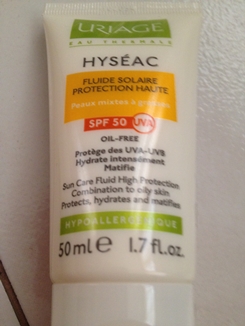 URIAGE
EAU THERMALE
HYSÉAC
FLUIDE SOLAIRE
PROTECTION HAUTE
Peaux mixtes à grasses
SPF 50 UVA
OIL-FREE
Protège des UVA-UVB
Hydrate intensément
Matifie
Sun Care Fluid High Protection
Combination to oily skin
Protects, hydrates and matifies
HYPOALLERGÉNIQUE
50 ml e 1.7 fl.oz.